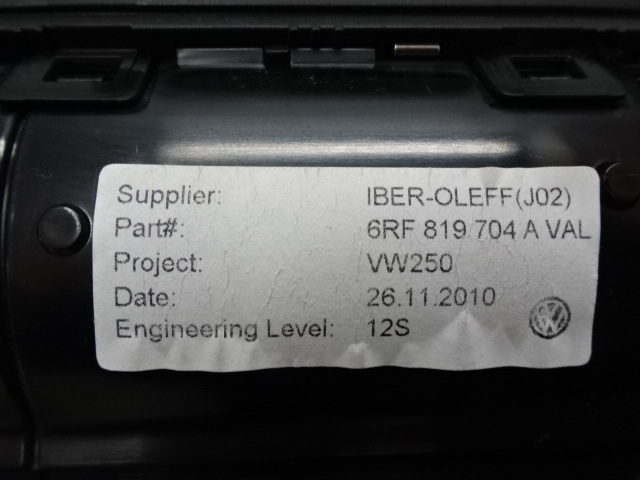 Supplier: IBER-OLEFF(J02)
Part#: 6RF 819 704 A VAL
Project: VW250
Date: 26.11.2010
Engineering Level: 12S